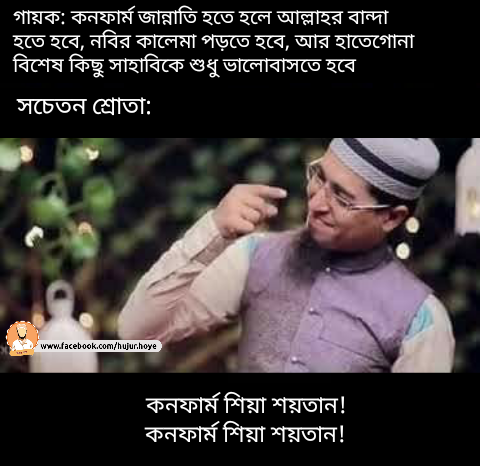 গায়ক: কনফার্ম জান্নাতি হতে হলে আল্লাহর বান্দা
হতে হবে, নবির কালেমা পড়তে হবে, আর হাতেগোনা
বিশেষ কিছু সাহাবিকে শুধু ভালোবাসতে হবে
সচেতন শ্রোতা:
www.facebook.com/hujur.hoye
কনফার্ম শিয়া শয়তান!
কনফার্ম শিয়া শয়তান!